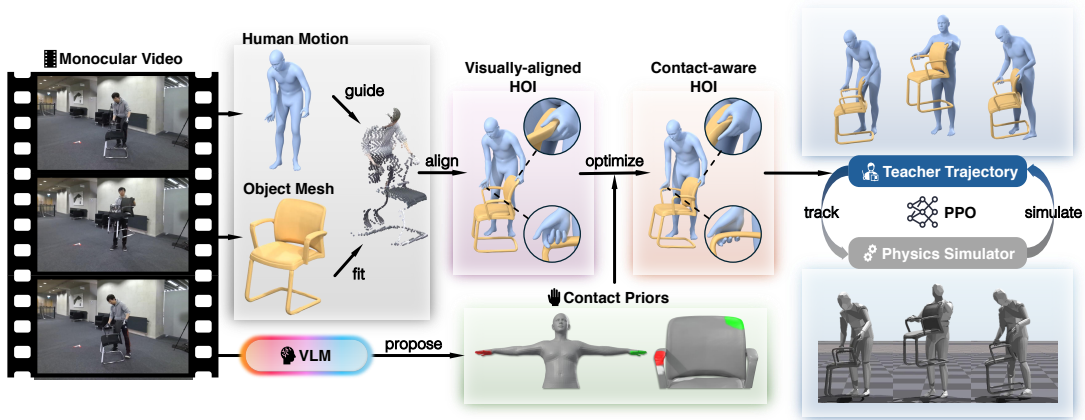 Monocular Video
Human Motion
guide
Object Mesh
fit
align
Visually-aligned
HOI
optimize
Contact-aware
HOI
VLM
propose
Contact Priors
Teacher Trajectory
track
PPO
simulate
Physics Simulator